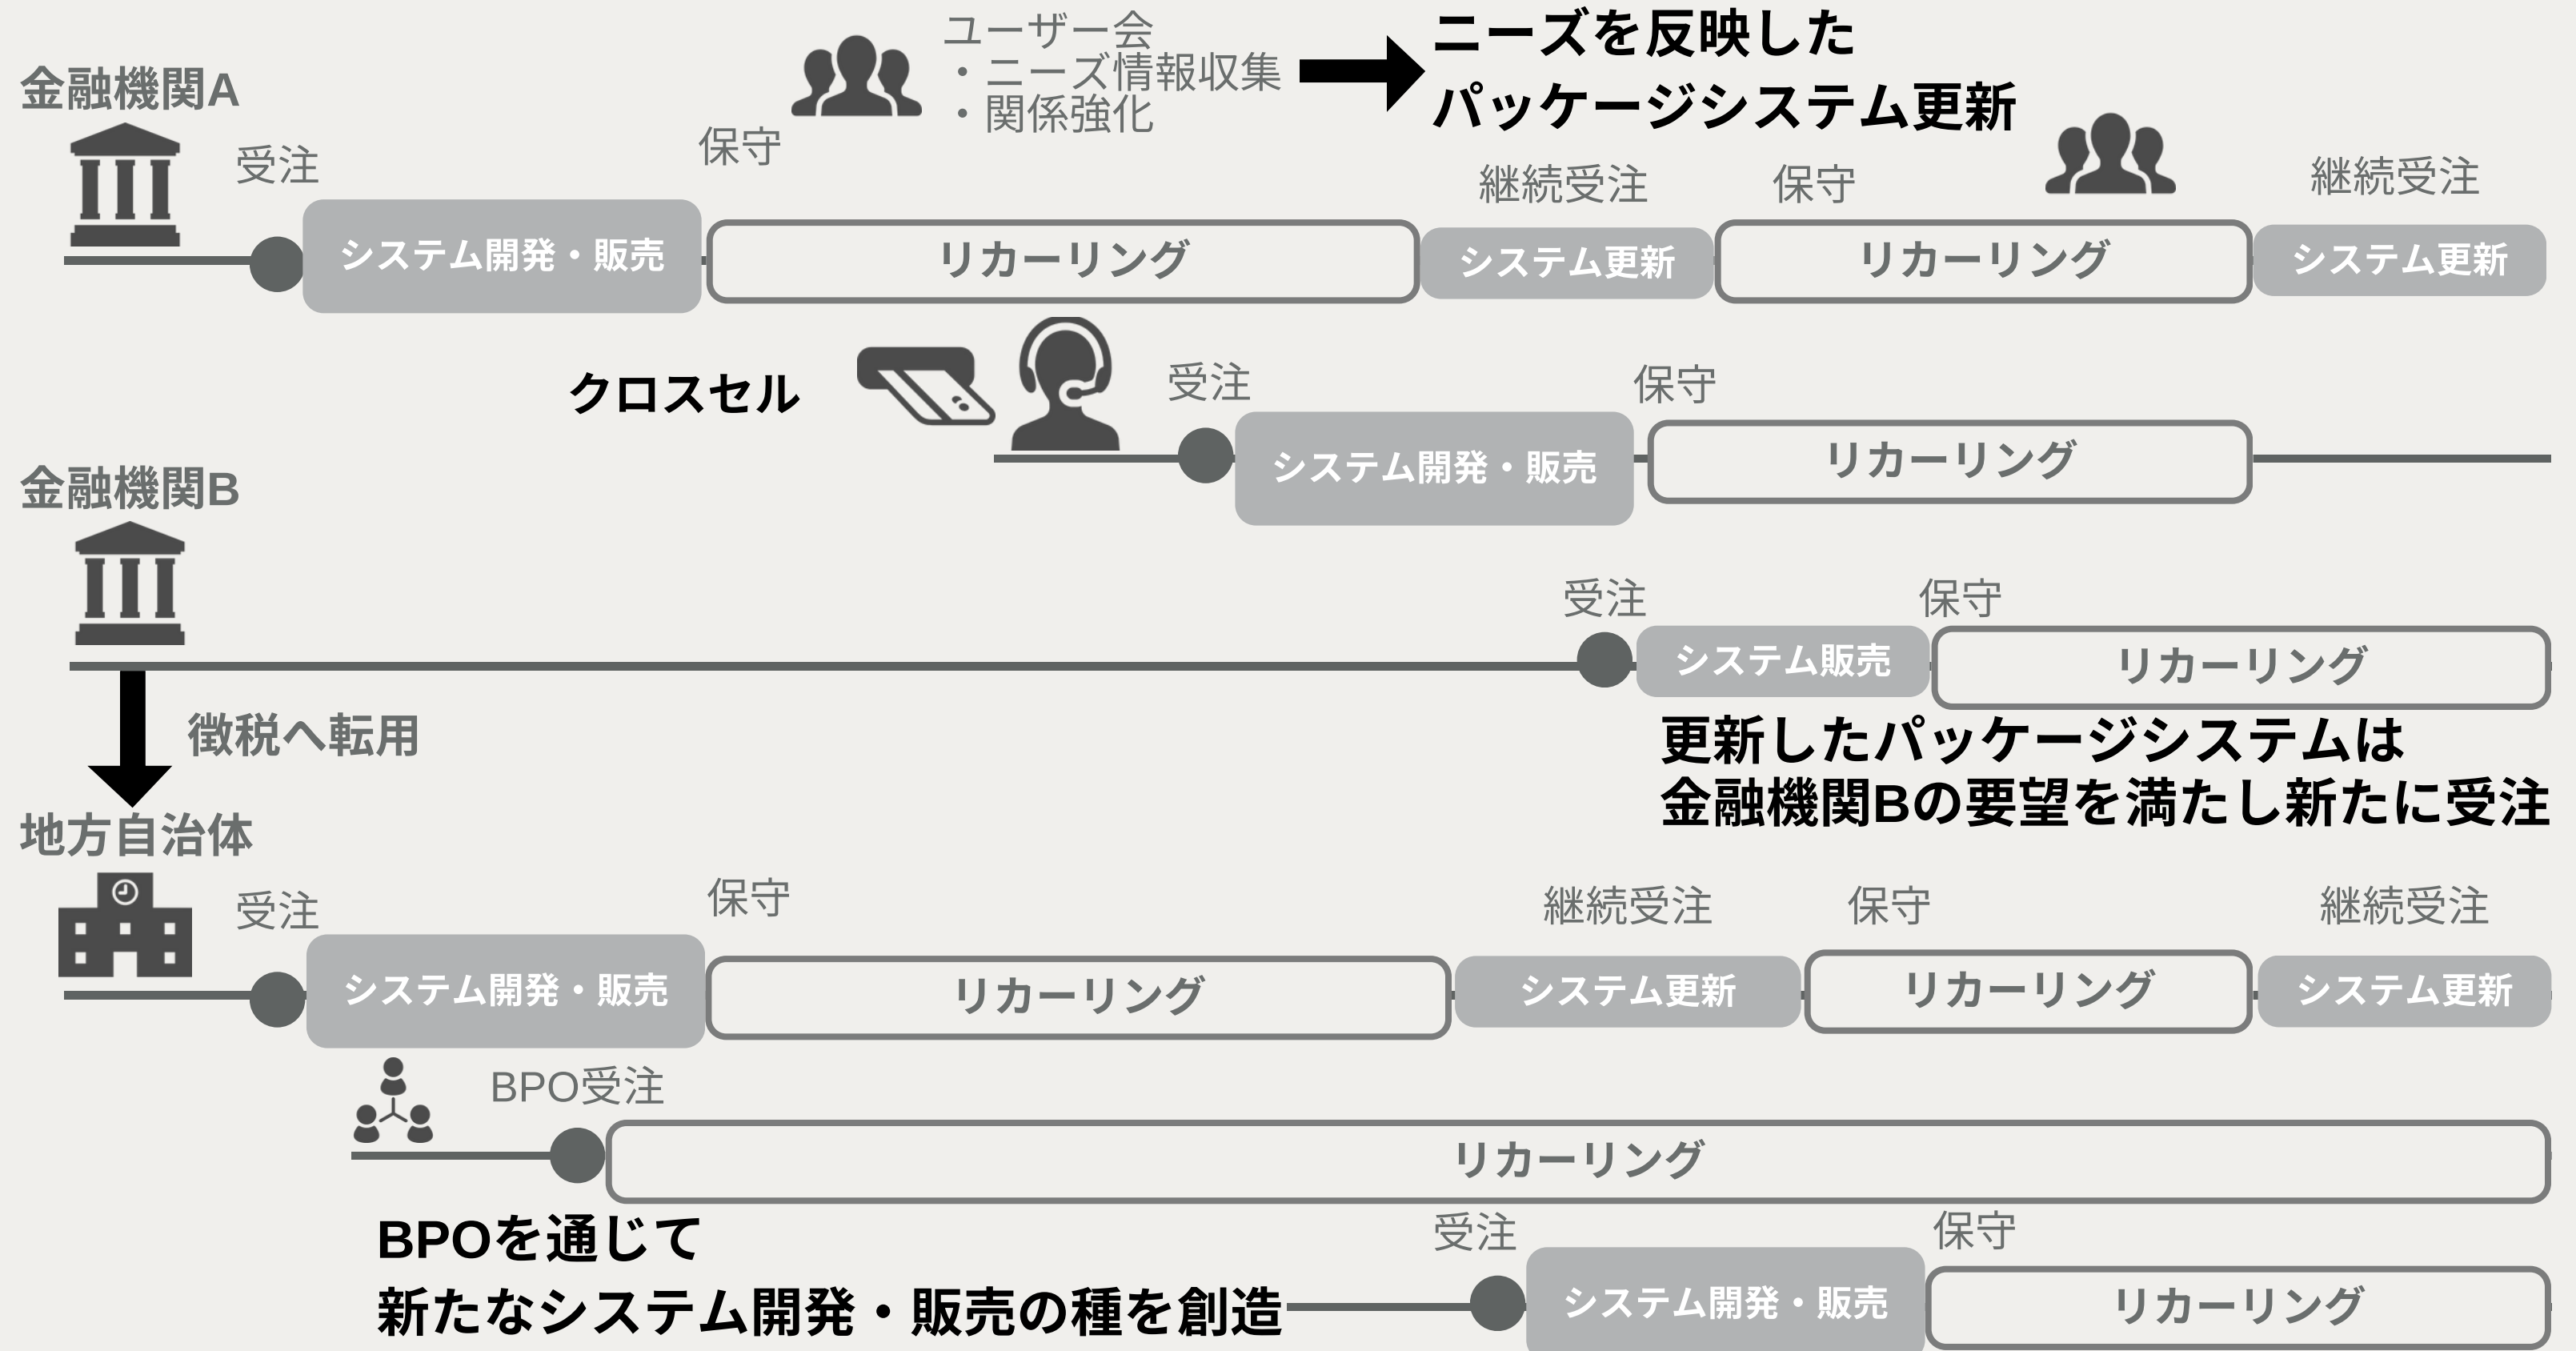 ユーザー会
・ニーズ情報収集
・関係強化
ニーズを反映した
パッケージシステム更新
金融機関A
受注
保守
継続受注
保守
継続受注
システム開発・販売
リカーリング
システム更新
リカーリング
システム更新
クロスセル
受注
保守
システム開発・販売
リカーリング
金融機関B
受注
保守
システム販売
リカーリング
徴税へ転用
更新したパッケージシステムは
金融機関Bの要望を満たし新たに受注
地方自治体
受注
保守
継続受注
保守
継続受注
システム開発・販売
リカーリング
システム更新
リカーリング
システム更新
BPO受注
リカーリング
BPOを通じて
新たなシステム開発・販売の種を創造
受注
保守
システム開発・販売
リカーリング